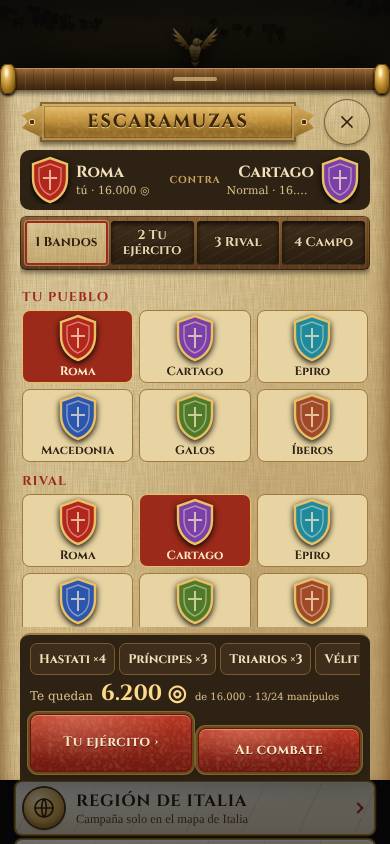 ESCARAMUZAS
Roma
tú · 16.000 ◎
CONTRA
Cartago
Normal · 16.…
1 Bandos
2 Tu Ejército
3 Rival
4 Campo
TU PUEBLO
Roma
Cartago
Epiro
Macedonia
Galos
Íberos
RIVAL
Roma
Cartago
Epiro
Hastati ×4
Príncipes ×3
Triarios ×3
Vélit
Te quedan 6.200 ◎ de 16.000 · 13/24 manípulos
Tu ejército ›
Al combate
REGIÓN DE ITALIA
Campaña solo en el mapa de Italia